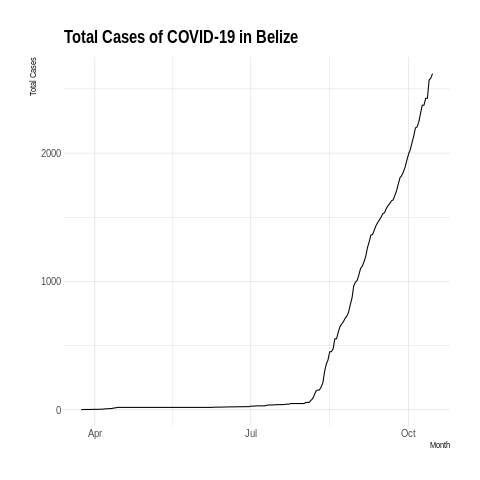 Total Cases of COVID-19 in Belize
Total Cases
2000
1000
0
Apr
Jul
Oct
Month